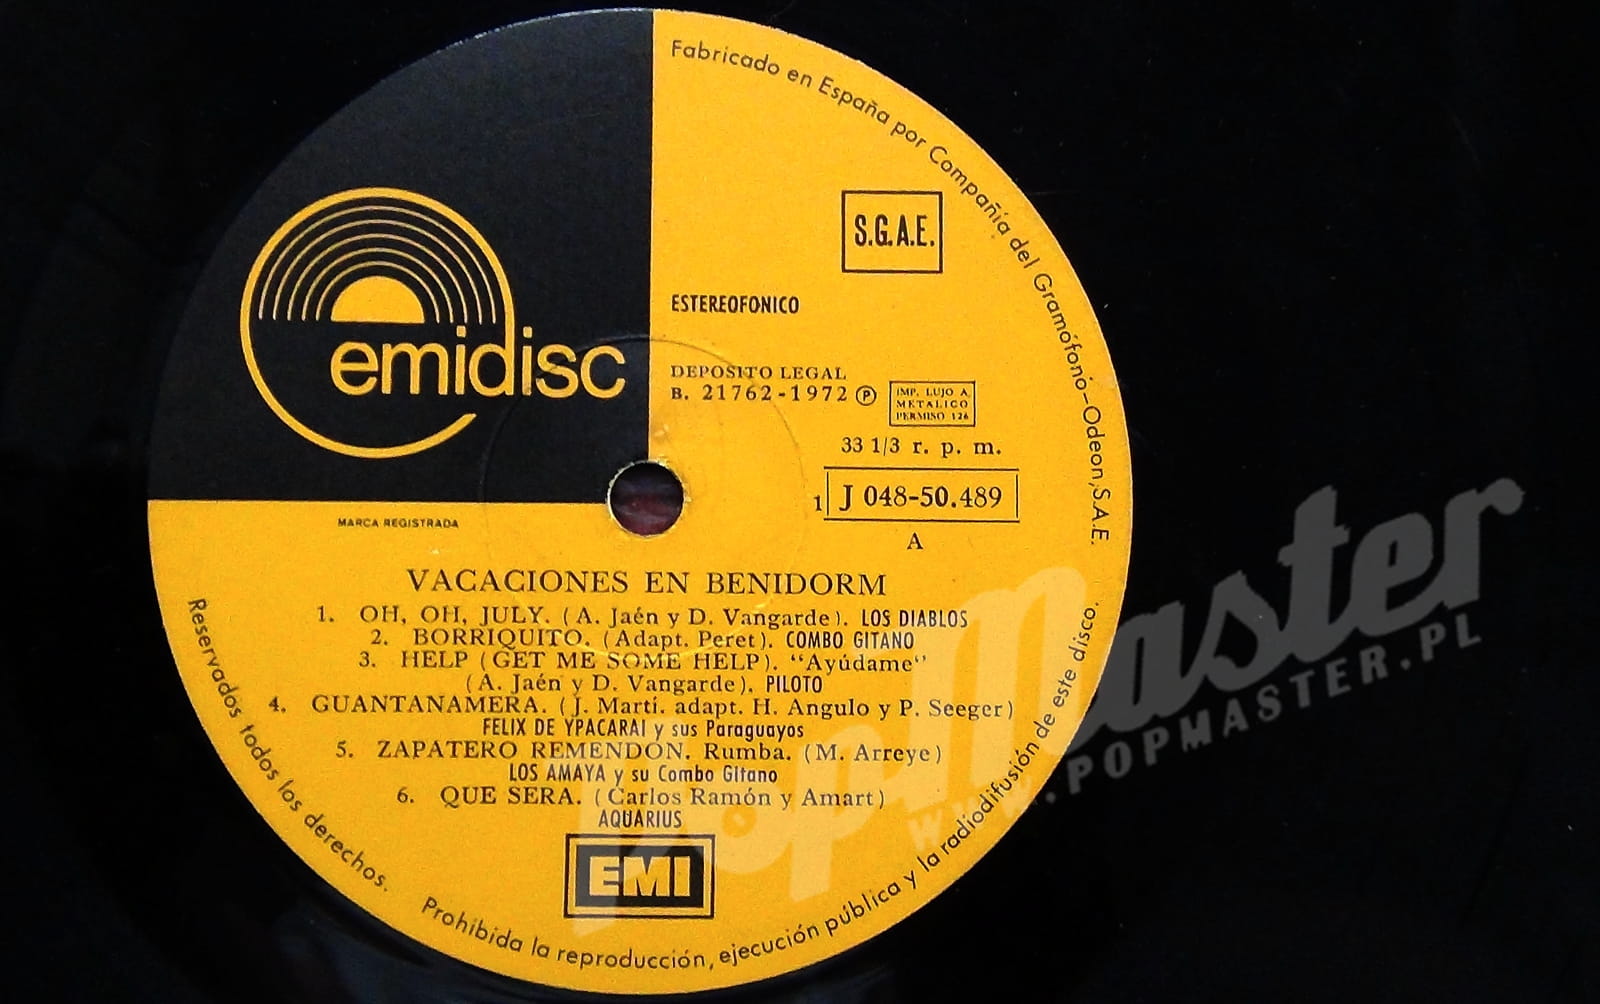 Fabricado en España por Compañía del Gramófono-Odeon, S.A.E.
S.G.A.E.
emidisc
ESTEREOFONICO
DEPOSITO LEGAL
B. 21762-1972 Ⓟ
IMP. LUJO A
METALICO
PERMISO 126
33 1/3 r. p. m.
1 J 048-50.489
A
MARCA REGISTRADA
VACACIONES EN BENIDORM
1. OH, OH, JULY. (A. Jaén y D. Vangarde). LOS DIABLOS
2. BORRIQUITO. (Adapt. Peret). COMBO GITANO
3. HELP (GET ME SOME HELP). "Ayúdame"
(A. Jaén y D. Vangarde). PILOTO
4. GUANTANAMERA. (J. Martí. adapt. H. Angulo y P. Seeger)
FELIX DE YPACARAI y sus Paraguayos
5. ZAPATERO REMENDON. Rumba. (M. Arreye)
LOS AMAYA y su Combo Gitano
6. QUE SERA. (Carlos Ramón y Amart)
AQUARIUS
EMI
Reservados todos los derechos. Prohibida la reproducción, ejecución pública y la radiodifusión de este disco.
PopMaster
WWW.POPMASTER.PL